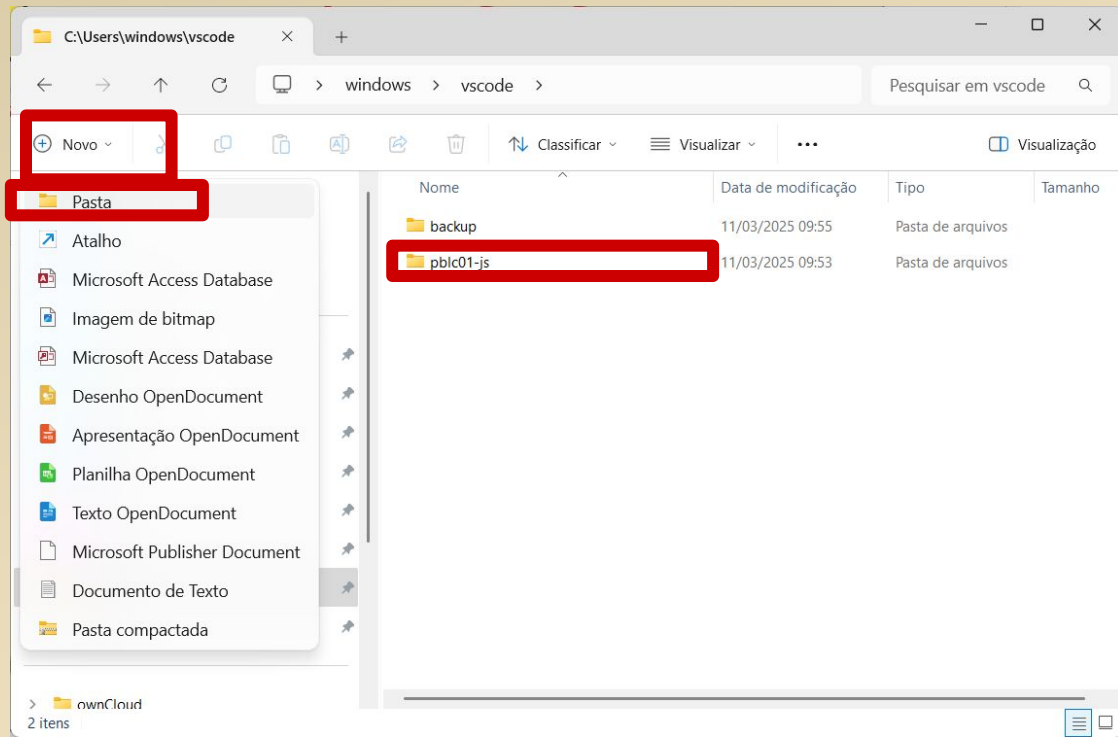 C:\Users\windows\vscode
windows > vscode >
Pesquisar em vscode
Novo
Classificar
Visualizar
Visualização
Nome
Data de modificação
Tipo
Tamanho
backup
11/03/2025 09:55
Pasta de arquivos
pblc01-js
11/03/2025 09:53
Pasta de arquivos
Pasta
Atalho
Microsoft Access Database
Imagem de bitmap
Microsoft Access Database
Desenho OpenDocument
Apresentação OpenDocument
Planilha OpenDocument
Texto OpenDocument
Microsoft Publisher Document
Documento de Texto
Pasta compactada
ownCloud
2 itens